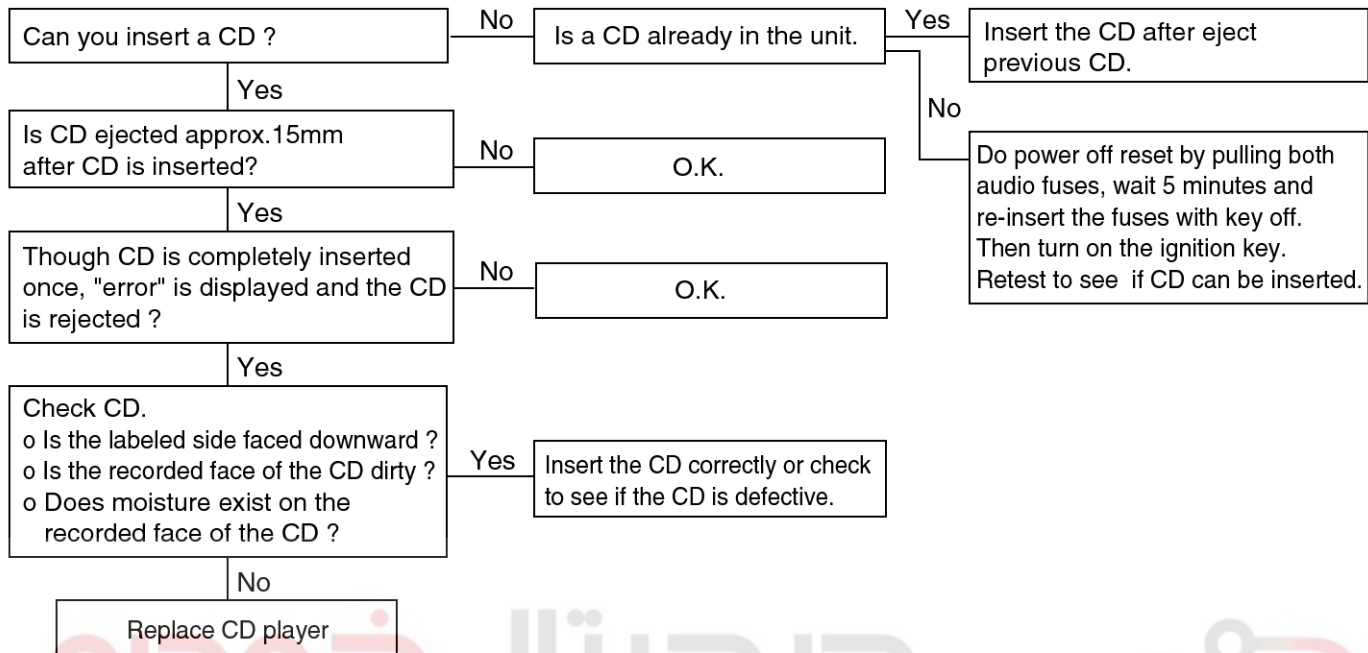 Can you insert a CD ?
No
Is a CD already in the unit.
Yes
Insert the CD after eject
previous CD.
Yes
No
Is CD ejected approx.15mm
after CD is inserted?
No
O.K.
Do power off reset by pulling both
audio fuses, wait 5 minutes and
re-insert the fuses with key off.
Then turn on the ignition key.
Retest to see if CD can be inserted.
Yes
Though CD is completely inserted
once, "error" is displayed and the CD
is rejected ?
No
O.K.
Yes
Check CD.
o Is the labeled side faced downward ?
o Is the recorded face of the CD dirty ?
o Does moisture exist on the
recorded face of the CD ?
Yes
Insert the CD correctly or check
to see if the CD is defective.
No
Replace CD player